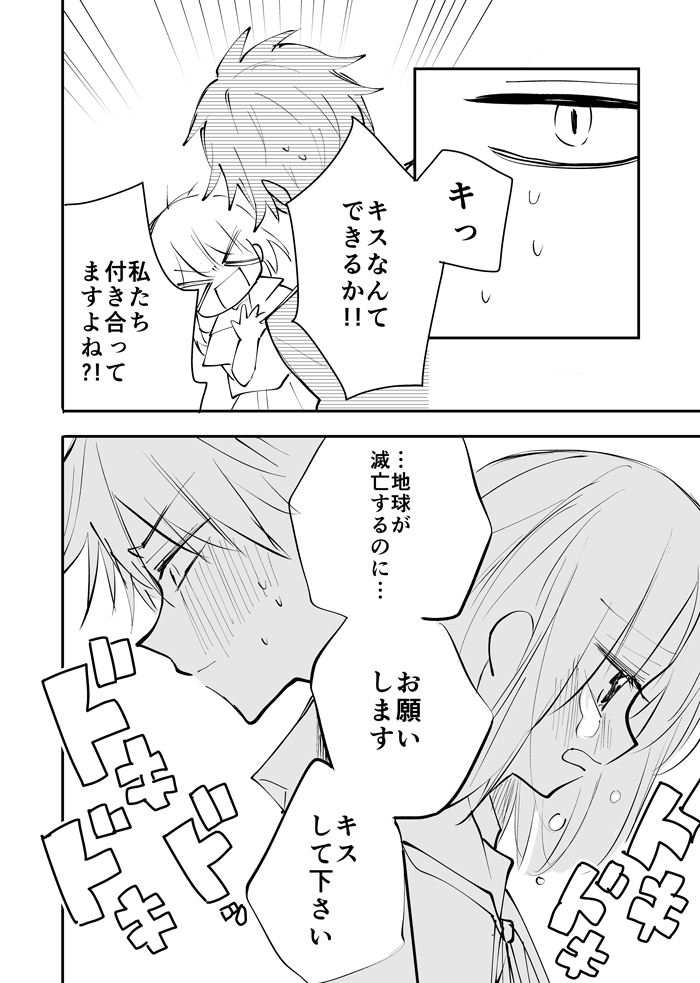 キっ
キスなんて
できるか!!
私たち
付き合って
ますよね?!
…地球が
滅亡するのに…
お願い
します
キス
して下さい
ドキ
ドキ
ドキ
ドキ
ドッ
ドキ